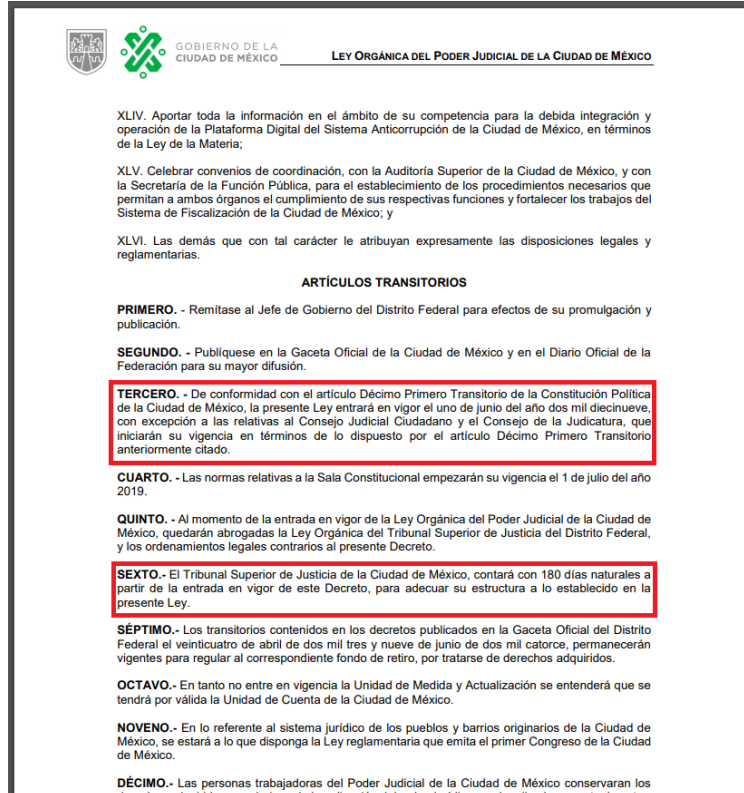 GOBIERNO DE LA
CIUDAD DE MÉXICO
LEY ORGÁNICA DEL PODER JUDICIAL DE LA CIUDAD DE MÉXICO
XLIV. Aportar toda la información en el ámbito de su competencia para la debida integración y
operación de la Plataforma Digital del Sistema Anticorrupción de la Ciudad de México, en términos
de la Ley de la Materia;
XLV. Celebrar convenios de coordinación, con la Auditoría Superior de la Ciudad de México, y con
la Secretaría de la Función Pública, para el establecimiento de los procedimientos necesarios que
permitan a ambos órganos el cumplimiento de sus respectivas funciones y fortalecer los trabajos del
Sistema de Fiscalización de la Ciudad de México; y
XLVI. Las demás que con tal carácter le atribuyan expresamente las disposiciones legales y
reglamentarias.
ARTÍCULOS TRANSITORIOS
PRIMERO. - Remítase al Jefe de Gobierno del Distrito Federal para efectos de su promulgación y
publicación.
SEGUNDO. - Publíquese en la Gaceta Oficial de la Ciudad de México y en el Diario Oficial de la
Federación para su mayor difusión.
TERCERO. - De conformidad con el artículo Décimo Primero Transitorio de la Constitución Política
de la Ciudad de México, la presente Ley entrará en vigor el uno de junio del año dos mil diecinueve,
con excepción a las relativas al Consejo Judicial Ciudadano y el Consejo de la Judicatura, que
iniciarán su vigencia en términos de lo dispuesto por el artículo Décimo Primero Transitorio
anteriormente citado.
CUARTO. - Las normas relativas a la Sala Constitucional empezarán su vigencia el 1 de julio del año
2019.
QUINTO. - Al momento de la entrada en vigor de la Ley Orgánica del Poder Judicial de la Ciudad de
México, quedarán abrogadas la Ley Orgánica del Tribunal Superior de Justicia del Distrito Federal,
y los ordenamientos legales contrarios al presente Decreto.
SEXTO.- El Tribunal Superior de Justicia de la Ciudad de México, contará con 180 días naturales a
partir de la entrada en vigor de este Decreto, para adecuar su estructura a lo establecido en la
presente Ley.
SÉPTIMO.- Los transitorios contenidos en los decretos publicados en la Gaceta Oficial del Distrito
Federal el veinticuatro de abril de dos mil tres y nueve de junio de dos mil catorce, permanecerán
vigentes para regular al correspondiente fondo de retiro, por tratarse de derechos adquiridos.
OCTAVO.- En tanto no entre en vigencia la Unidad de Medida y Actualización se entenderá que se
tendrá por válida la Unidad de Cuenta de la Ciudad de México.
NOVENO.- En lo referente al sistema jurídico de los pueblos y barrios originarios de la Ciudad de
México, se estará a lo que disponga la Ley reglamentaria que emita el primer Congreso de la Ciudad
de México.
DÉCIMO.- Las personas trabajadoras del Poder Judicial de la Ciudad de México conservaran los